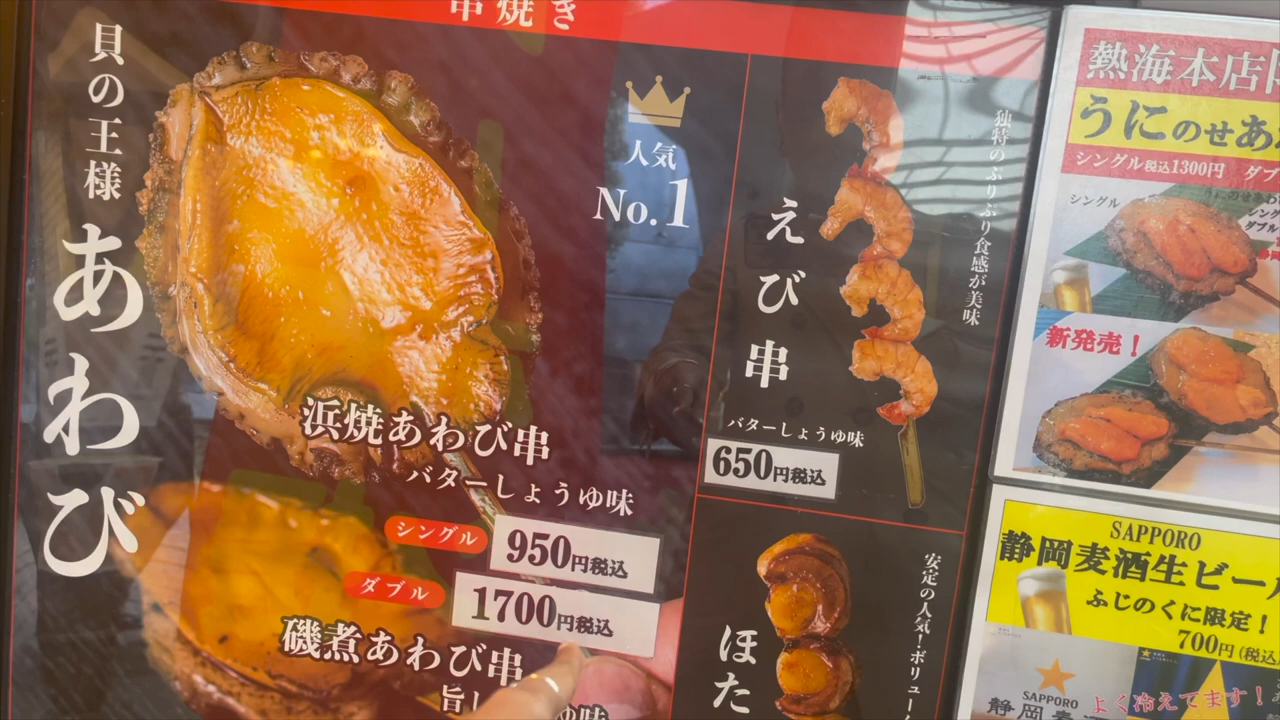 串焼き
貝の王様
あわび
人気
No.1
浜焼あわび串
バターしょうゆ味
シングル
950円税込
ダブル
1700円税込
磯煮あわび串
旨し
ゆ味
えび串
独特のぷりぷり食感が美味
バターしょうゆ味
650円税込
ほた
安定の人気!ボリュー
熱海本店
うにのせあ
シングル税込1300円 ダブ
シングル
新発売!
SAPPORO
静岡麦酒生ビー
ふじのくに限定!
700円(税込
SAPPORO
静岡麦
よく冷えてます!